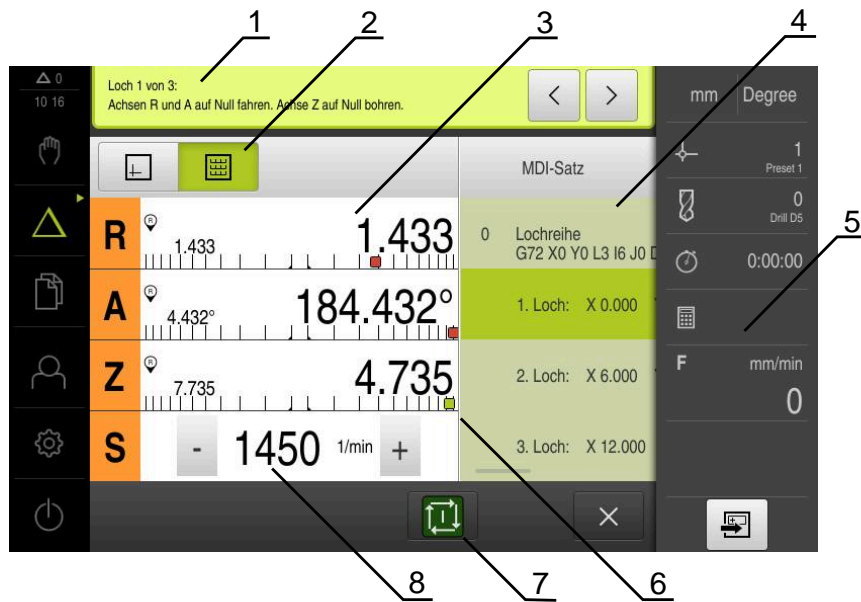 1
2
3
4
0
10 16
Loch 1 von 3:
Achsen R und A auf Null fahren. Achse Z auf Null bohren.
<
>
mm
Degree
1
Preset 1
0
Drill D5
0:00:00
F
mm/min
0
5
MDI-Satz
R
R
1.433
1.433
A
R
4.432°
184.432°
Z
R
7.735
4.735
S
-
1450
1/min
+
0
Lochreihe
G72 X0 Y0 L3 I6 J0
1. Loch: X 0.000
2. Loch: X 6.000
3. Loch: X 12.000
8
7
6